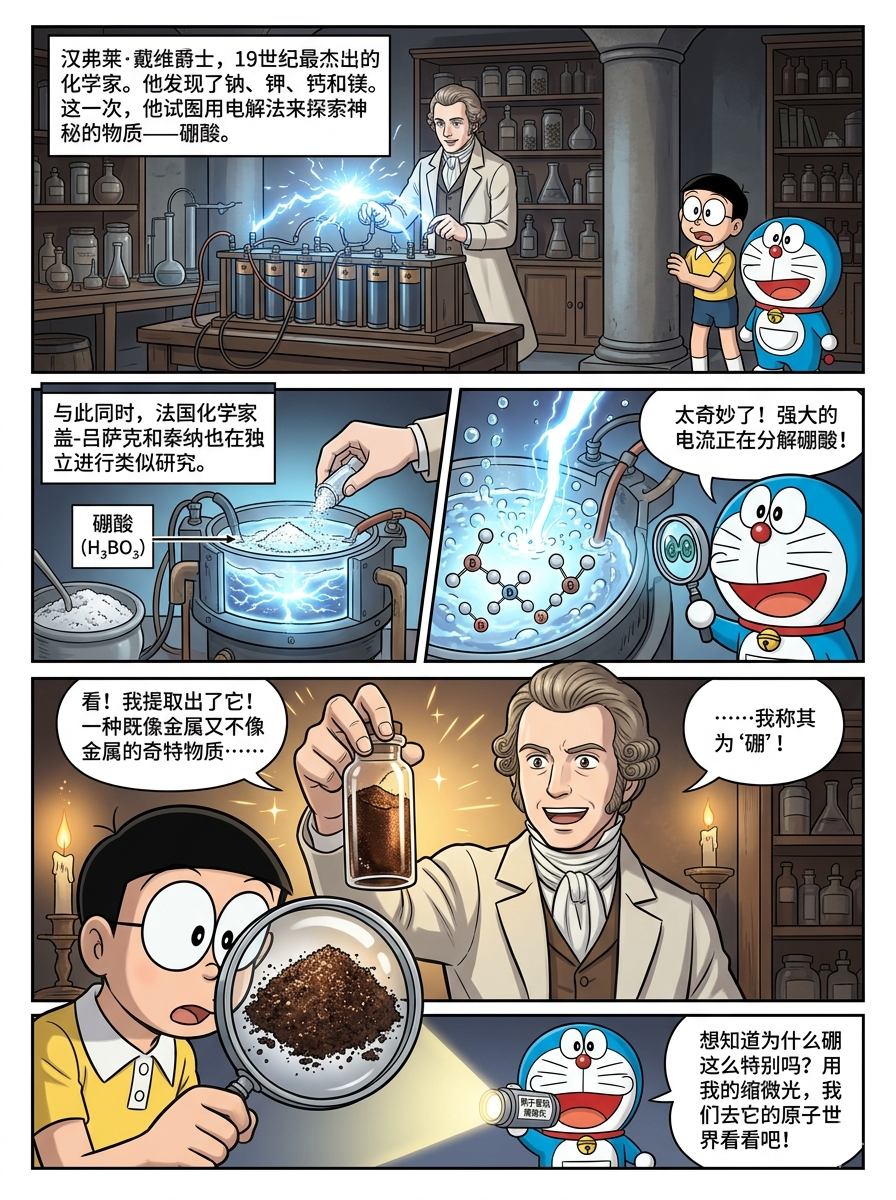 汉弗莱·戴维爵士，19世纪最杰出的
化学家。他发现了钠、钾、钙和镁。
这一次，他试图用电解法来探索神
秘的物质——硼酸。
与此同时，法国化学家
盖-吕萨克和泰纳也在独
立进行类似研究。
硼酸
(H₃BO₃)
太奇妙了！强大的
电流正在分解硼酸！
看！我提取出了它！
一种既像金属又不像
金属的奇特物质……
……我称其
为‘硼’！
想知道为什么硼
这么特别吗？用
我的缩微光，我
们去它的原子世
界看看吧！